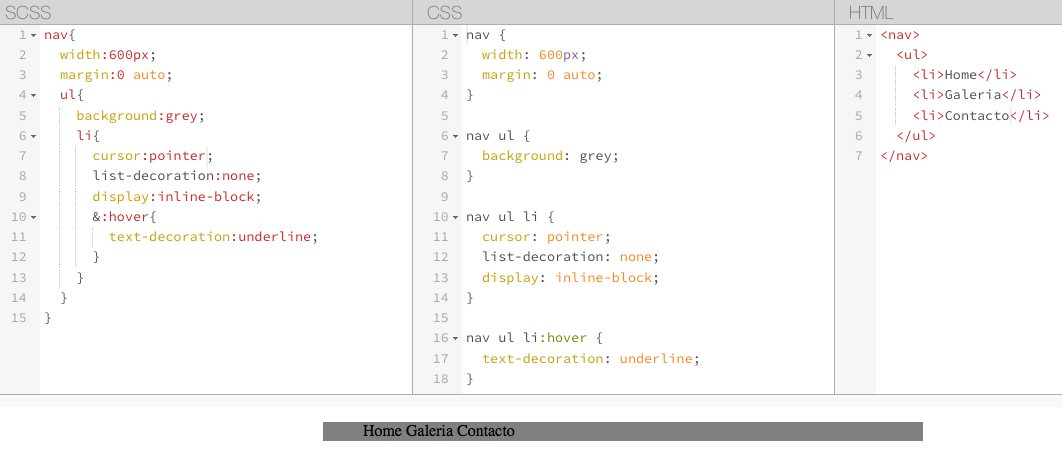 SCSS
1 nav{
2 width:600px;
3 margin:0 auto;
4 ul{
5 background:grey;
6 li{
7 cursor:pointer;
8 list-decoration:none;
9 display:inline-block;
10 &:hover{
11 text-decoration:underline;
12 }
13 }
14 }
15 }
CSS
1 nav {
2 width: 600px;
3 margin: 0 auto;
4 }
5
6 nav ul {
7 background: grey;
8 }
9
10 nav ul li {
11 cursor: pointer;
12 list-decoration: none;
13 display: inline-block;
14 }
15
16 nav ul li:hover {
17 text-decoration: underline;
18 }
HTML
1 <nav>
2 <ul>
3 <li>Home</li>
4 <li>Galeria</li>
5 <li>Contacto</li>
6 </ul>
7 </nav>
Home Galeria Contacto